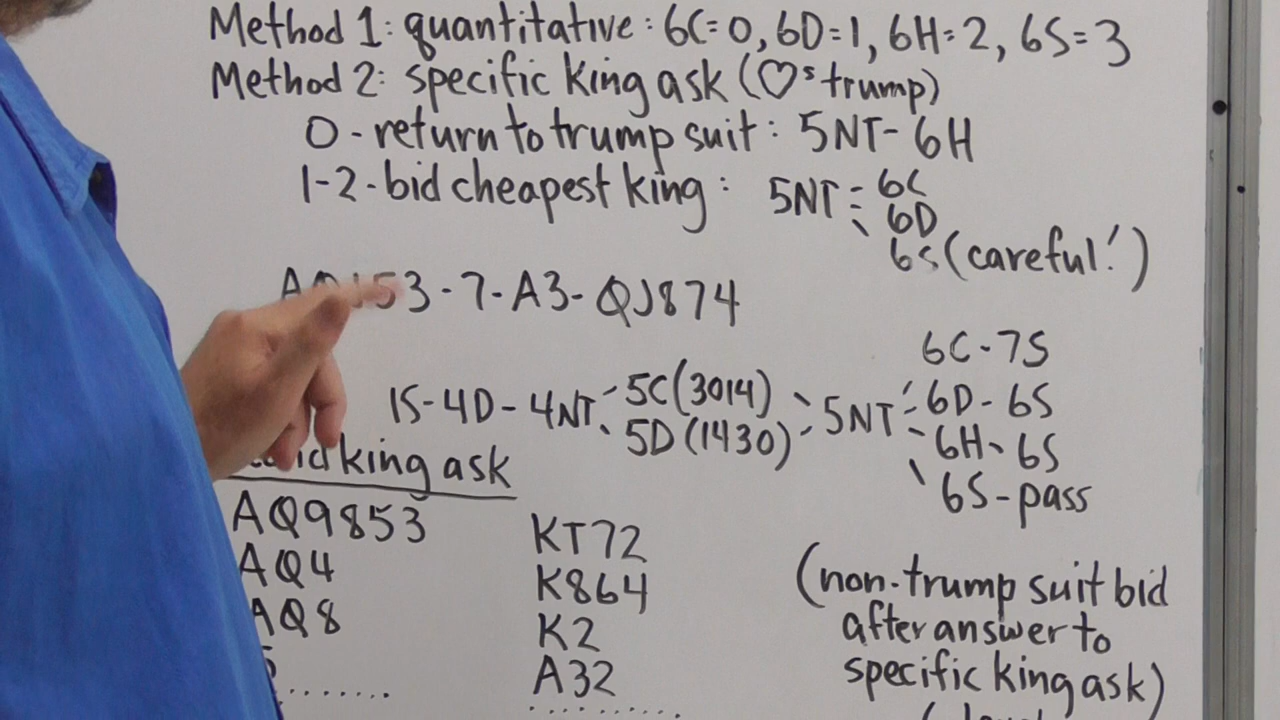 Method 1: quantitative: 6C=0, 6D=1, 6H=2, 6S=3
Method 2: specific king ask (♡s trump)
0 - return to trump suit: 5NT- 6H
1-2-bid cheapest king: 5NT = 6C
6D
6S (careful!)
53-7-A3-QJ874
6C-7S
1S-4D-4NT 5C(3014) 5NT 6D-6S
5D(1430) 6H-6S
6S-pass
king ask
AQ9853
KT72
AQ4
K864
AQ8
K2
A32
(non-trump suit bid
after answer to
specific king ask)